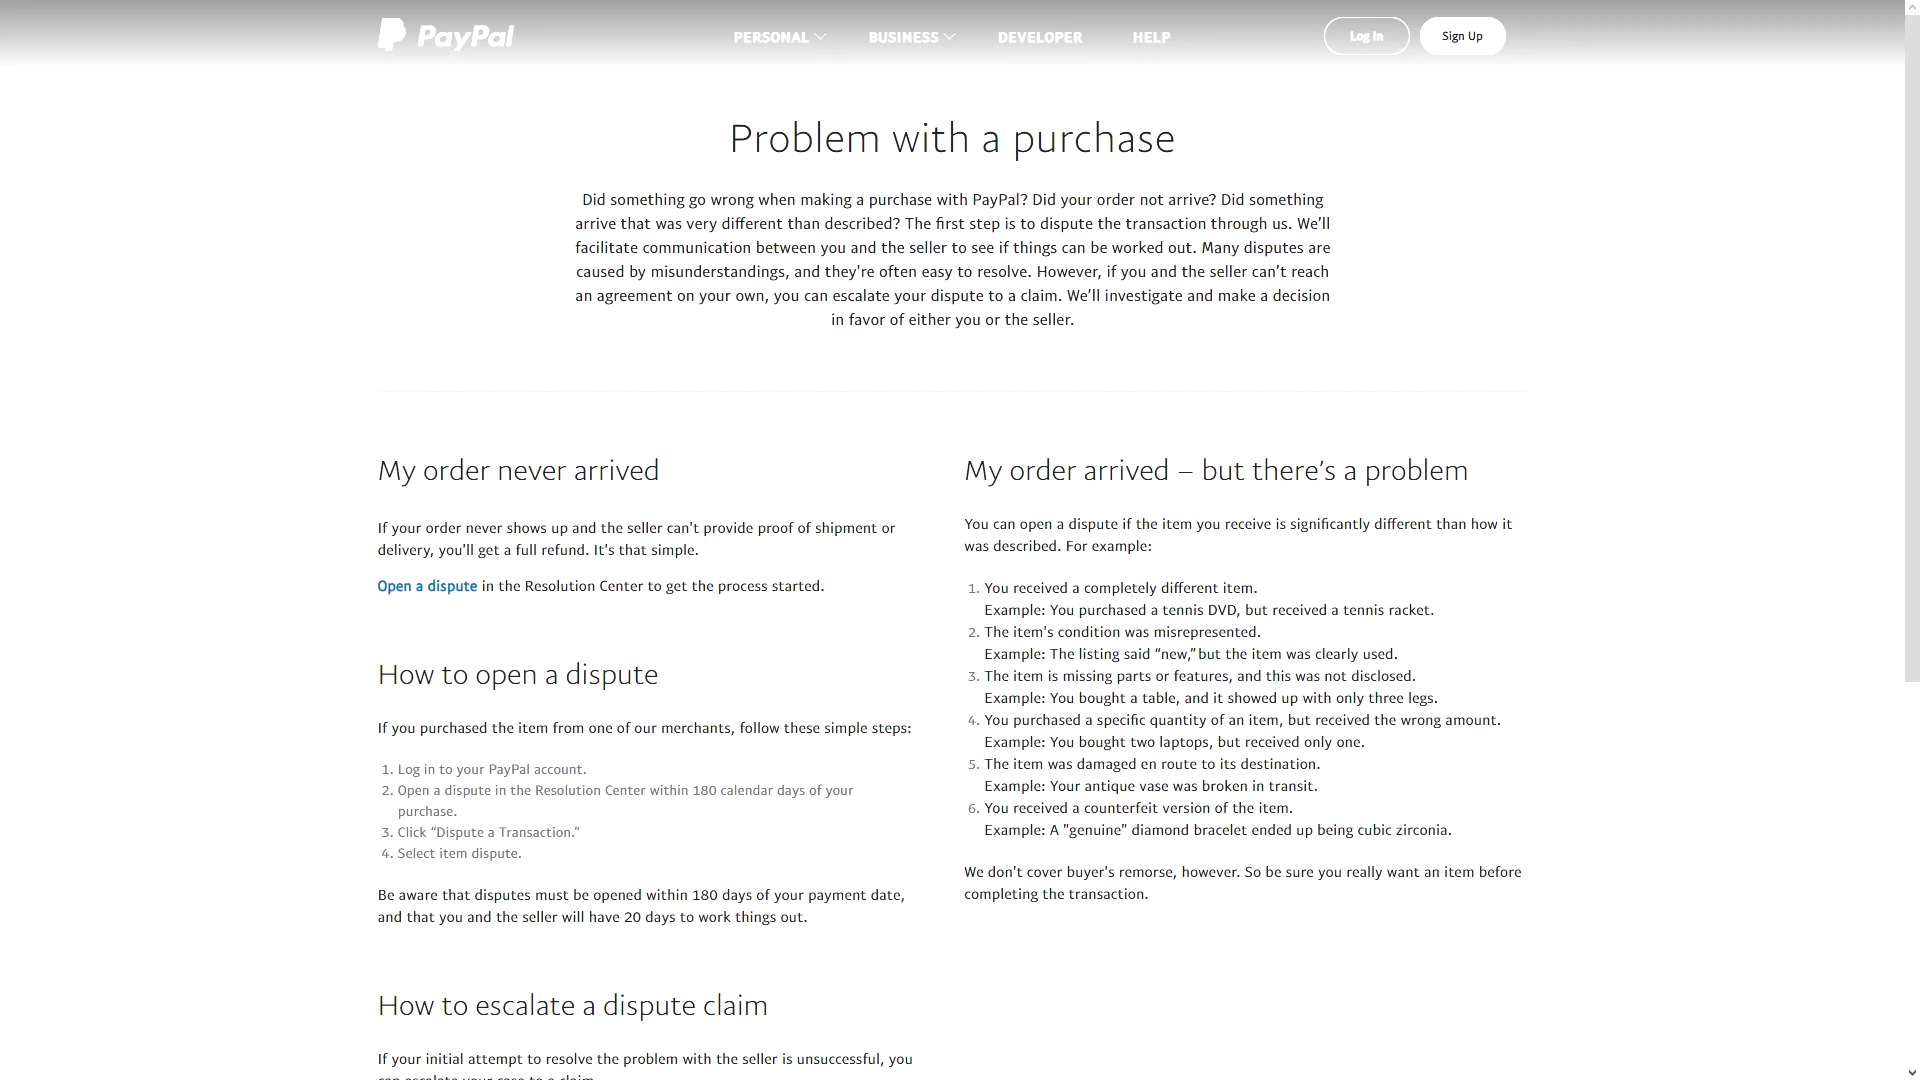 PayPal
PERSONAL
BUSINESS
DEVELOPER
HELP
Log In
Sign Up
Problem with a purchase
Did something go wrong when making a purchase with PayPal? Did your order not arrive? Did something
arrive that was very different than described? The first step is to dispute the transaction through us. We’ll
facilitate communication between you and the seller to see if things can be worked out. Many disputes are
caused by misunderstandings, and they're often easy to resolve. However, if you and the seller can’t reach
an agreement on your own, you can escalate your dispute to a claim. We’ll investigate and make a decision
in favor of either you or the seller.
My order never arrived
If your order never shows up and the seller can't provide proof of shipment or
delivery, you'll get a full refund. It's that simple.
Open a dispute in the Resolution Center to get the process started.
How to open a dispute
If you purchased the item from one of our merchants, follow these simple steps:
1. Log in to your PayPal account.
2. Open a dispute in the Resolution Center within 180 calendar days of your
purchase.
3. Click “Dispute a Transaction.”
4. Select item dispute.
Be aware that disputes must be opened within 180 days of your payment date,
and that you and the seller will have 20 days to work things out.
How to escalate a dispute claim
If your initial attempt to resolve the problem with the seller is unsuccessful, you
can escalate your case to a claim.
My order arrived – but there’s a problem
You can open a dispute if the item you receive is significantly different than how it
was described. For example:
1. You received a completely different item.
Example: You purchased a tennis DVD, but received a tennis racket.
2. The item's condition was misrepresented.
Example: The listing said “new,” but the item was clearly used.
3. The item is missing parts or features, and this was not disclosed.
Example: You bought a table, and it showed up with only three legs.
4. You purchased a specific quantity of an item, but received the wrong amount.
Example: You bought two laptops, but received only one.
5. The item was damaged en route to its destination.
Example: Your antique vase was broken in transit.
6. You received a counterfeit version of the item.
Example: A "genuine" diamond bracelet ended up being cubic zirconia.
We don't cover buyer's remorse, however. So be sure you really want an item before
completing the transaction.